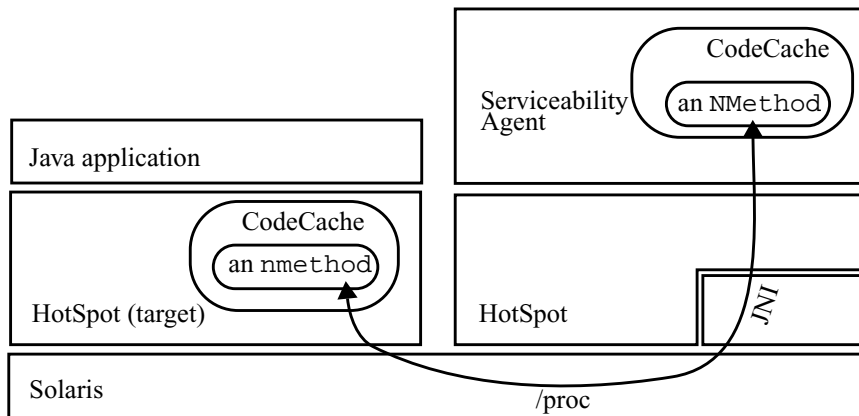 CodeCache
an NMethod
Serviceability
Agent
Java application
CodeCache
an nmethod
HotSpot (target)
HotSpot
JNI
Solaris
/proc